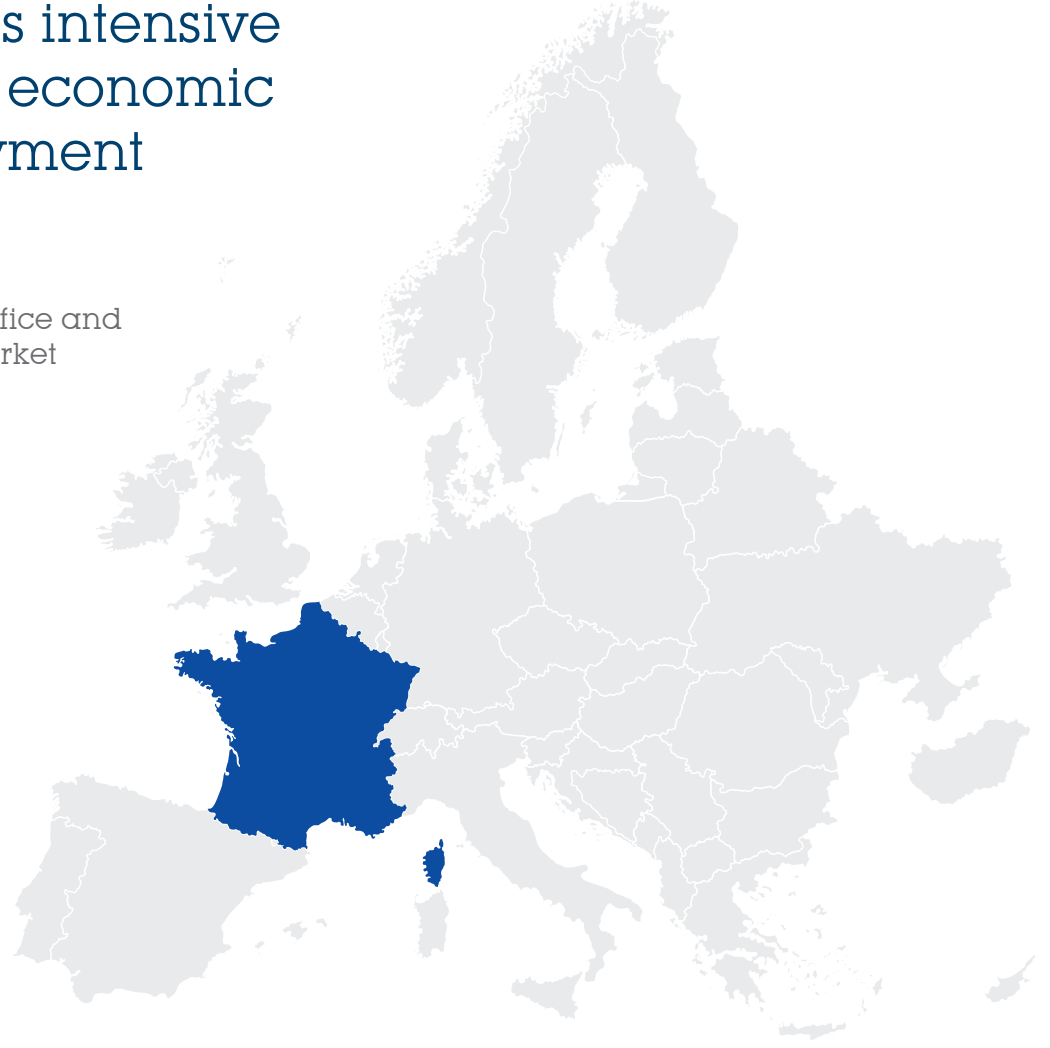 s intensive
economic
yment
fice and
rket